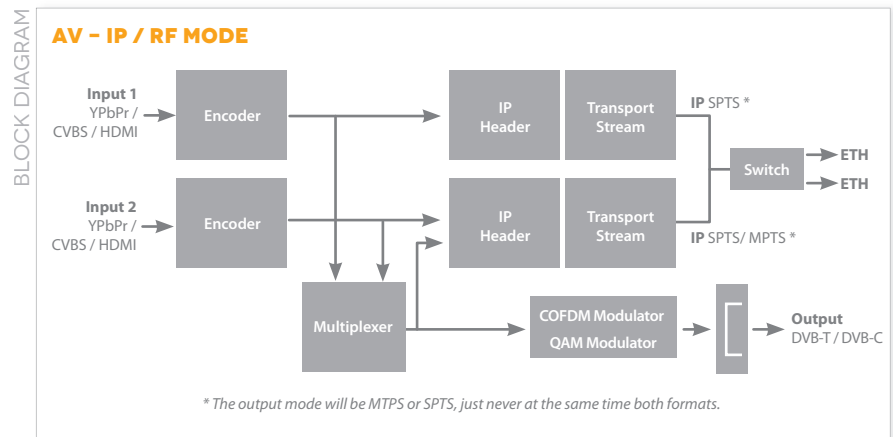 BLOCK DIAGRAM
AV – IP / RF MODE
Input 1
YPbPr /
CVBS / HDMI
Encoder
IP
Header
Transport
Stream
IP SPTS *
Switch
ETH
ETH
Input 2
YPbPr /
CVBS / HDMI
Encoder
IP
Header
Transport
Stream
IP SPTS/ MPTS *
Multiplexer
COFDM Modulator
QAM Modulator
Output
DVB-T / DVB-C
* The output mode will be MTPS or SPTS, just never at the same time both formats.